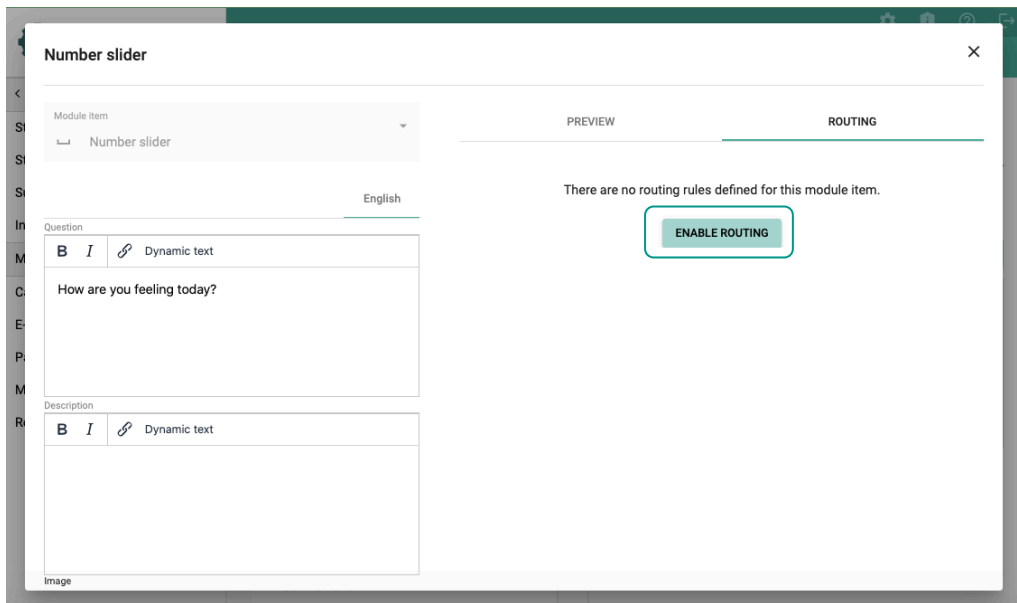 Number slider
Module item
Number slider
English
Question
B I Dynamic text
How are you feeling today?
Description
B I Dynamic text
Image
PREVIEW
ROUTING
There are no routing rules defined for this module item.
ENABLE ROUTING